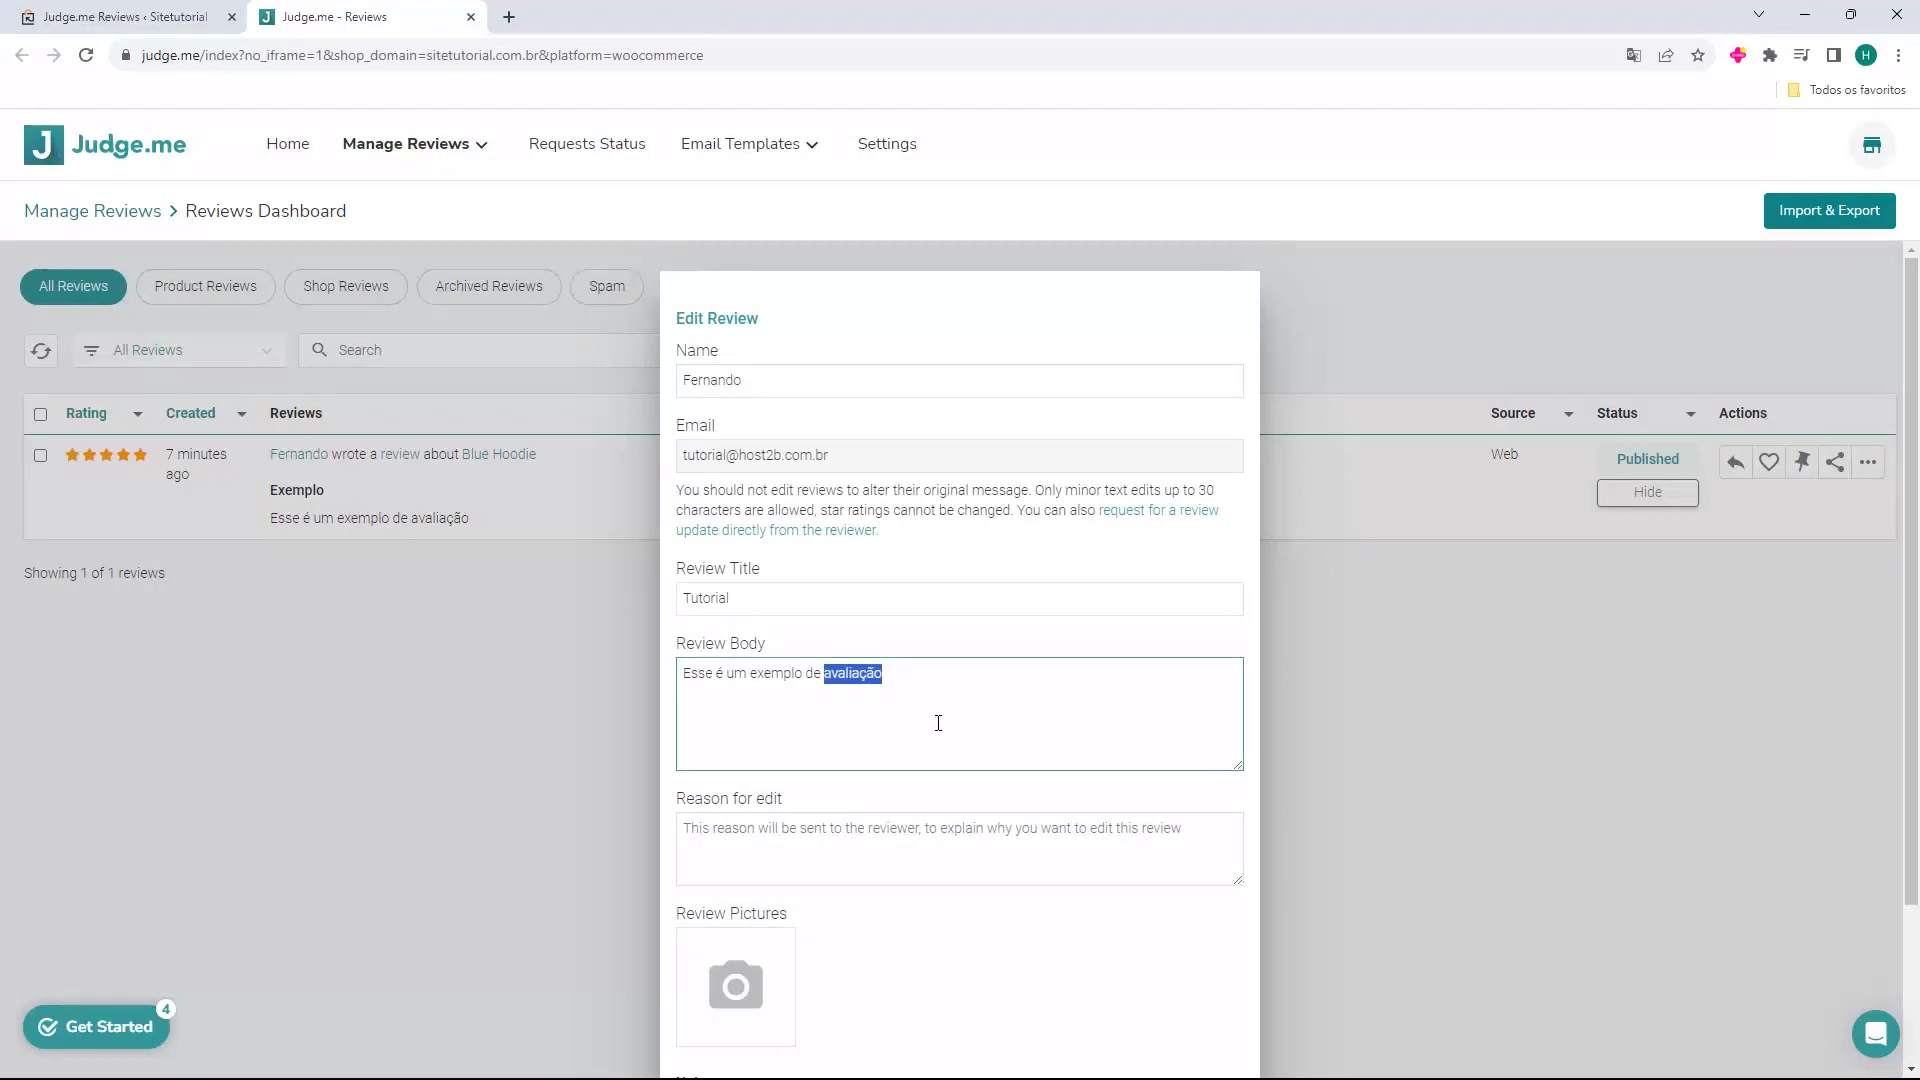 Judge.me Reviews ‹ Sitetutorial
Judge.me - Reviews
judge.me/index?no_iframe=1&shop_domain=sitetutorial.com.br&platform=woocommerce
H
Todos os favoritos
J Judge.me
Home
Manage Reviews
Requests Status
Email Templates
Settings
Manage Reviews > Reviews Dashboard
Import & Export
All Reviews
Product Reviews
Shop Reviews
Archived Reviews
Spam
All Reviews
Search
Rating
Created
Reviews
Source
Status
Actions
7 minutes
ago
Fernando wrote a review about Blue Hoodie
Exemplo
Esse é um exemplo de avaliação
Web
Published
Hide
Showing 1 of 1 reviews
Edit Review
Name
Fernando
Email
tutorial@host2b.com.br
You should not edit reviews to alter their original message. Only minor text edits up to 30
characters are allowed, star ratings cannot be changed. You can also request for a review
update directly from the reviewer.
Review Title
Tutorial
Review Body
Esse é um exemplo de avaliação
Reason for edit
This reason will be sent to the reviewer, to explain why you want to edit this review
Review Pictures
Get Started
4